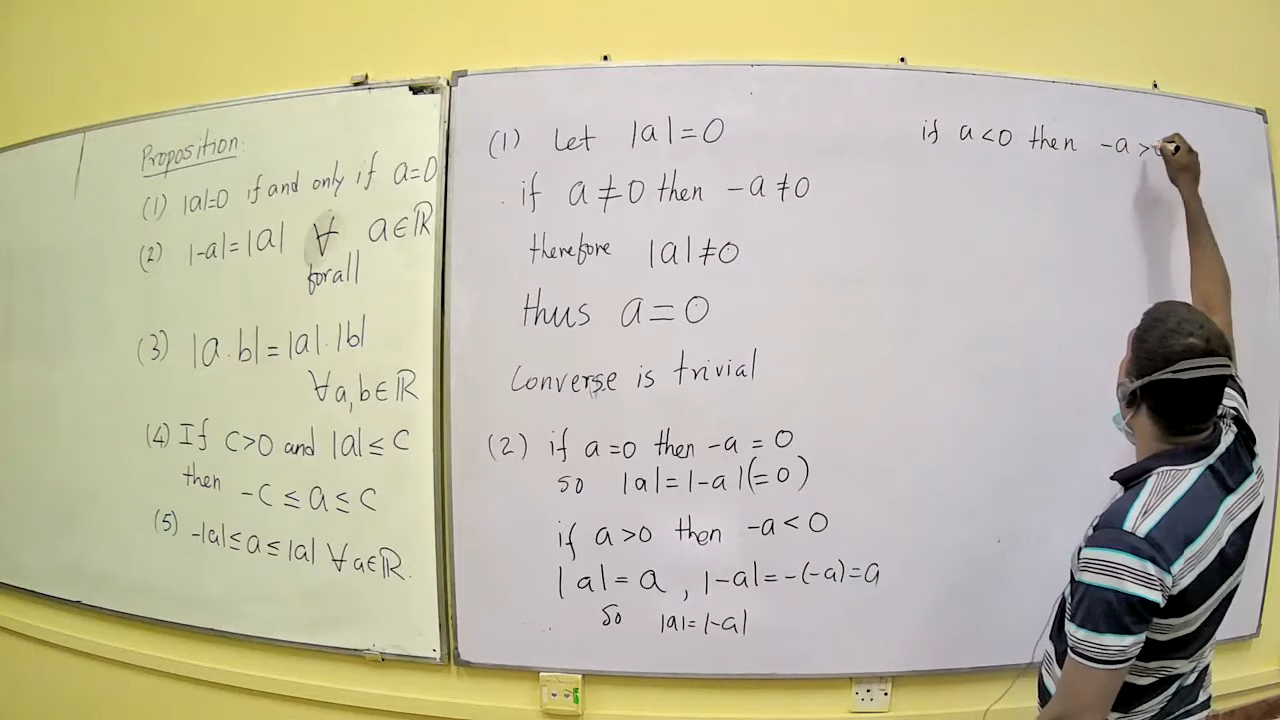 Proposition:
(1) |a|=0 if and only if a=0
(2) |-a|=|a| ∀ a∈ℝ
for all
(3) |a.b|=|a|.|b|
∀a,b∈ℝ
(4) If c>0 and |a|≤c
then -c≤a≤c
(5) -|a|≤a≤|a| ∀a∈ℝ.
(1) Let |a|=0
if a≠0 then -a≠0
therefore |a|≠0
thus a=0
Converse is trivial
(2) if a=0 then -a=0
so |a|=|-a|(=0)
if a>0 then -a<0
|a|=a, |-a|=-(-a)=a
so |a|=|-a|
if a<0 then -a>